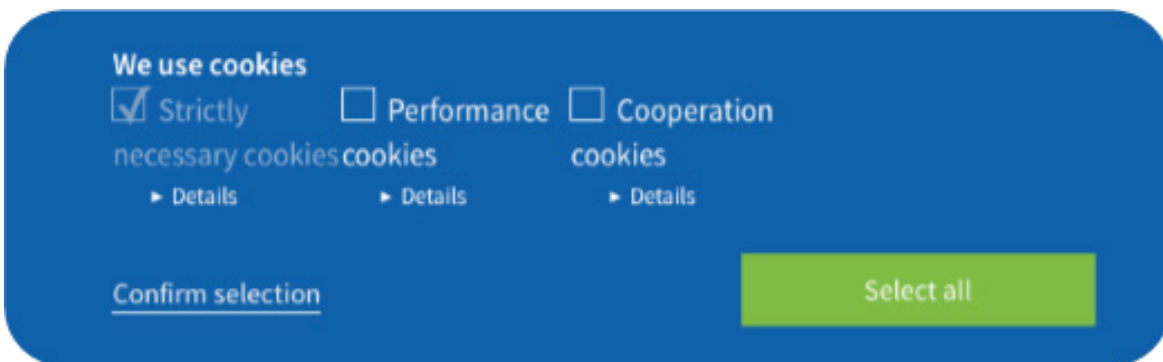 We use cookies
Strictly necessary cookies
Performance cookies
Cooperation cookies
▸ Details
▸ Details
▸ Details
Confirm selection
Select all